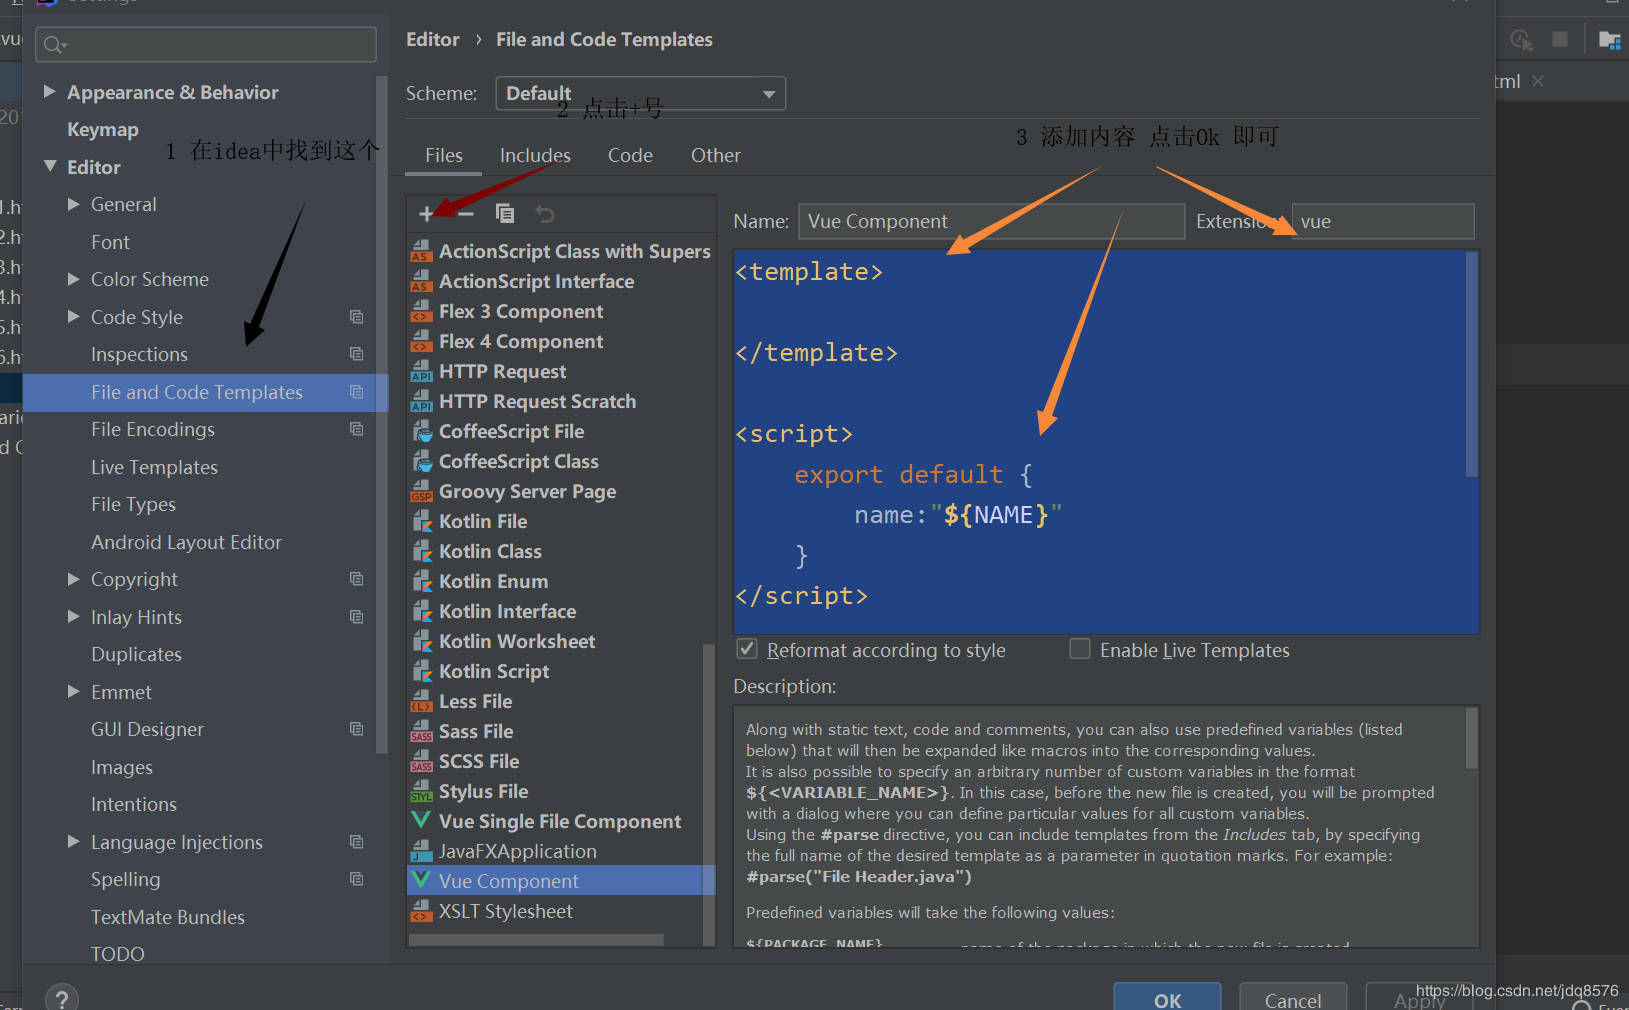 Editor › File and Code Templates
Scheme: Default
2 点击+号
Appearance & Behavior
Keymap
1 在idea中找到这个
Editor
General
Font
Color Scheme
Code Style
Inspections
File and Code Templates
File Encodings
Live Templates
File Types
Android Layout Editor
Copyright
Inlay Hints
Duplicates
Emmet
GUI Designer
Images
Intentions
Language Injections
Spelling
TextMate Bundles
TODO
Files Includes Code Other
3 添加内容 点击Ok 即可
ActionScript Class with Supers
ActionScript Interface
Flex 3 Component
Flex 4 Component
HTTP Request
HTTP Request Scratch
CoffeeScript File
CoffeeScript Class
Groovy Server Page
Kotlin File
Kotlin Class
Kotlin Enum
Kotlin Interface
Kotlin Worksheet
Kotlin Script
Less File
Sass File
SCSS File
Stylus File
Vue Single File Component
JavaFXApplication
Vue Component
XSLT Stylesheet
Name: Vue Component Extension: vue
<template>
</template>
<script>
export default {
name:"${NAME}"
}
</script>
Reformat according to style Enable Live Templates
Description:
Along with static text, code and comments, you can also use predefined variables (listed
below) that will then be expanded like macros into the corresponding values.
It is also possible to specify an arbitrary number of custom variables in the format
${<VARIABLE_NAME>}. In this case, before the new file is created, you will be prompted
with a dialog where you can define particular values for all custom variables.
Using the #parse directive, you can include templates from the Includes tab, by specifying
the full name of the desired template as a parameter in quotation marks. For example:
#parse("File Header.java")
Predefined variables will take the following values:
${PACKAGE_NAME} name of the package in which the new file is created
?
OK Cancel Apply
https://blog.csdn.net/jdq8576